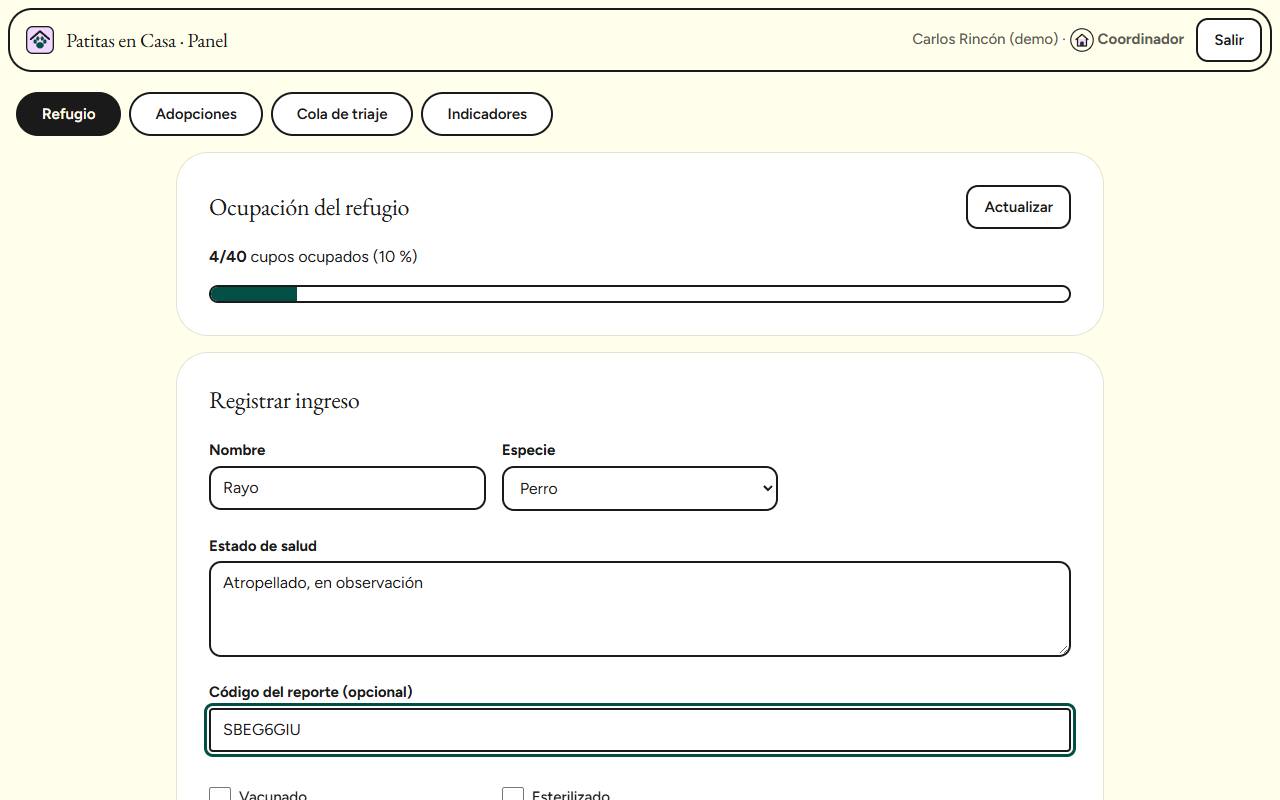 Patitas en Casa · Panel
Carlos Rincón (demo) · Coordinador
Salir
Refugio
Adopciones
Cola de triaje
Indicadores
Ocupación del refugio
Actualizar
4/40 cupos ocupados (10 %)
Registrar ingreso
Nombre
Especie
Rayo
Perro
Estado de salud
Atropellado, en observación
Código del reporte (opcional)
SBEG6GIU
Vacunado
Esterilizado